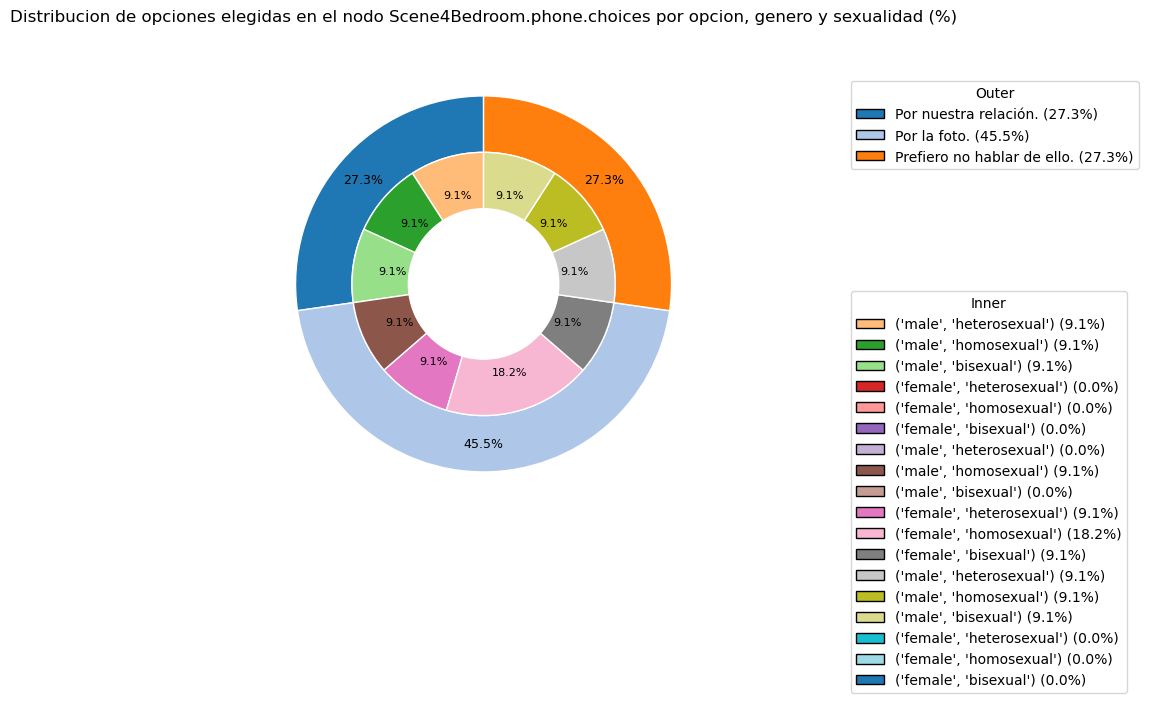 Distribucion de opciones elegidas en el nodo Scene4Bedroom.phone.choices por opcion, genero y sexualidad (%)
27.3%
27.3%
45.5%
9.1%
9.1%
9.1%
9.1%
9.1%
18.2%
9.1%
9.1%
9.1%
9.1%
Outer
Por nuestra relación. (27.3%)
Por la foto. (45.5%)
Prefiero no hablar de ello. (27.3%)
Inner
('male', 'heterosexual') (9.1%)
('male', 'homosexual') (9.1%)
('male', 'bisexual') (9.1%)
('female', 'heterosexual') (0.0%)
('female', 'homosexual') (0.0%)
('female', 'bisexual') (0.0%)
('male', 'heterosexual') (0.0%)
('male', 'homosexual') (9.1%)
('male', 'bisexual') (0.0%)
('female', 'heterosexual') (9.1%)
('female', 'homosexual') (18.2%)
('female', 'bisexual') (9.1%)
('male', 'heterosexual') (9.1%)
('male', 'homosexual') (9.1%)
('male', 'bisexual') (9.1%)
('female', 'heterosexual') (0.0%)
('female', 'homosexual') (0.0%)
('female', 'bisexual') (0.0%)